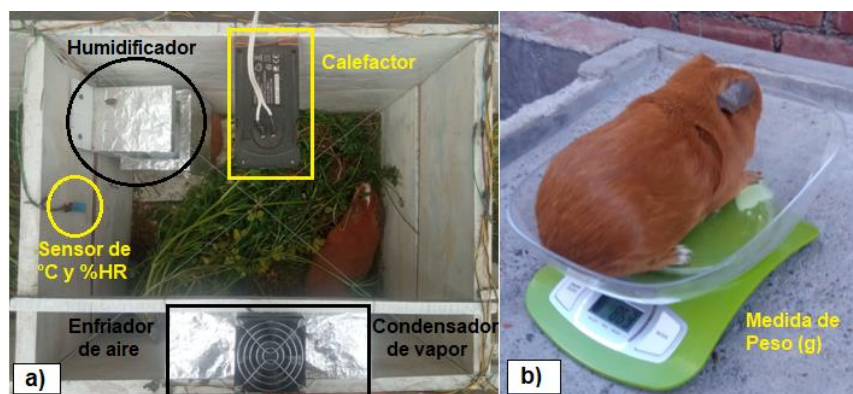 Humidificador
Calefactor
Sensor de
°C y %HR
Enfriador
de aire
Condensador
de vapor
a)
Medida de
Peso (g)
b)